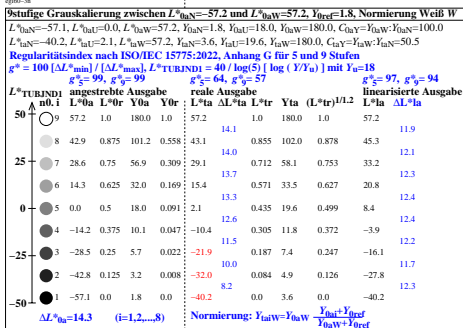 9stufige Grauskalierung zwischen L*0aN=−57.2 und L*0aW=57.2, Y0ref=1.8, Normierung Weiß W
L*0aN=−57.1, L*0aU=0.0, L*0aW=57.2, Y0aN=1.8, Y0aU=18.0, Y0aW=180.0, C0aY=Y0aW:Y0aN=100.0
L*taN=−40.2, L*taU=2.1, L*taW=57.2, YtaN=3.6, YtaU=19.6, YtaW=180.0, CtaY=YtaW:YtaN=50.5
Regularitätsindex nach ISO/IEC 15775:2022, Anhang G für 5 und 9 Stufen
g* = 100 [ΔL*min] / [ΔL*max], L*TUBJND1 = 40 / log(5) [ log ( Y/Yu) ] mit Yu=18
g*5= 99, g*9= 99 g*5= 64, g*9= 57 g*5= 97, g*9= 94
L*TUBJND1 angestrebte Ausgabe reale Ausgabe linearisierte Ausgabe
n0. i L*0a L*0r Y0a Y0r L*ta ΔL*ta L*tr Yta (L*tr)1/1.2 L*la ΔL*la
9 57.2 1.0 180.0 1.0 57.2 1.0 180.0 1.0 57.2
14.1 11.9
8 42.9 0.875 101.2 0.558 43.1 0.855 102.0 0.878 45.3
14.0 12.1
7 28.6 0.75 56.9 0.309 29.1 0.712 58.1 0.753 33.2
13.7 12.3
6 14.3 0.625 32.0 0.169 15.4 0.571 33.5 0.627 20.8
13.3 12.4
5 0.0 0.5 18.0 0.091 2.1 0.435 19.6 0.499 8.4
12.6 12.4
4 −14.2 0.375 10.1 0.047 −10.4 0.305 11.8 0.372 −3.9
11.5 12.2
3 −28.5 0.25 5.7 0.022 −21.9 0.187 7.4 0.247 −16.1
10.0 11.7
2 −42.8 0.125 3.2 0.008 −32.0 0.084 4.9 0.126 −27.8
8.2 12.3
1 −57.1 0.0 1.8 0.0 −40.2 0.0 3.6 0.0 −40.2
50
25
0
−25
−50
ΔL*0a=14.3 (i=1,2,...,8) Normierung: YtaiW=Y0aW Y0ai+Y0ref
Y0aW+Y0ref